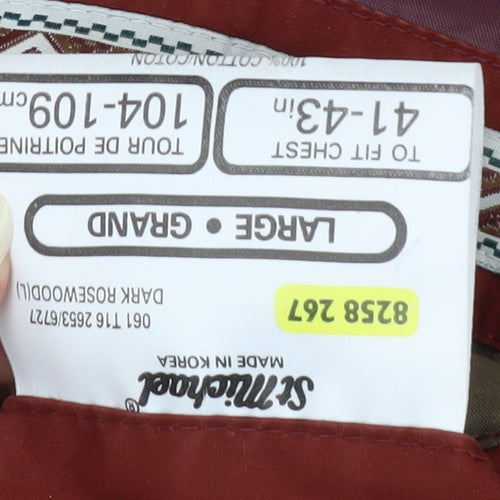 St Michael®
MADE IN KOREA
8258 267
061 T16 2653/6727
DARK ROSEWOOD(L)
LARGE • GRAND
TO FIT CHEST
41-43in
TOUR DE POITRINE
104-109cm
100% COTTON/COTON